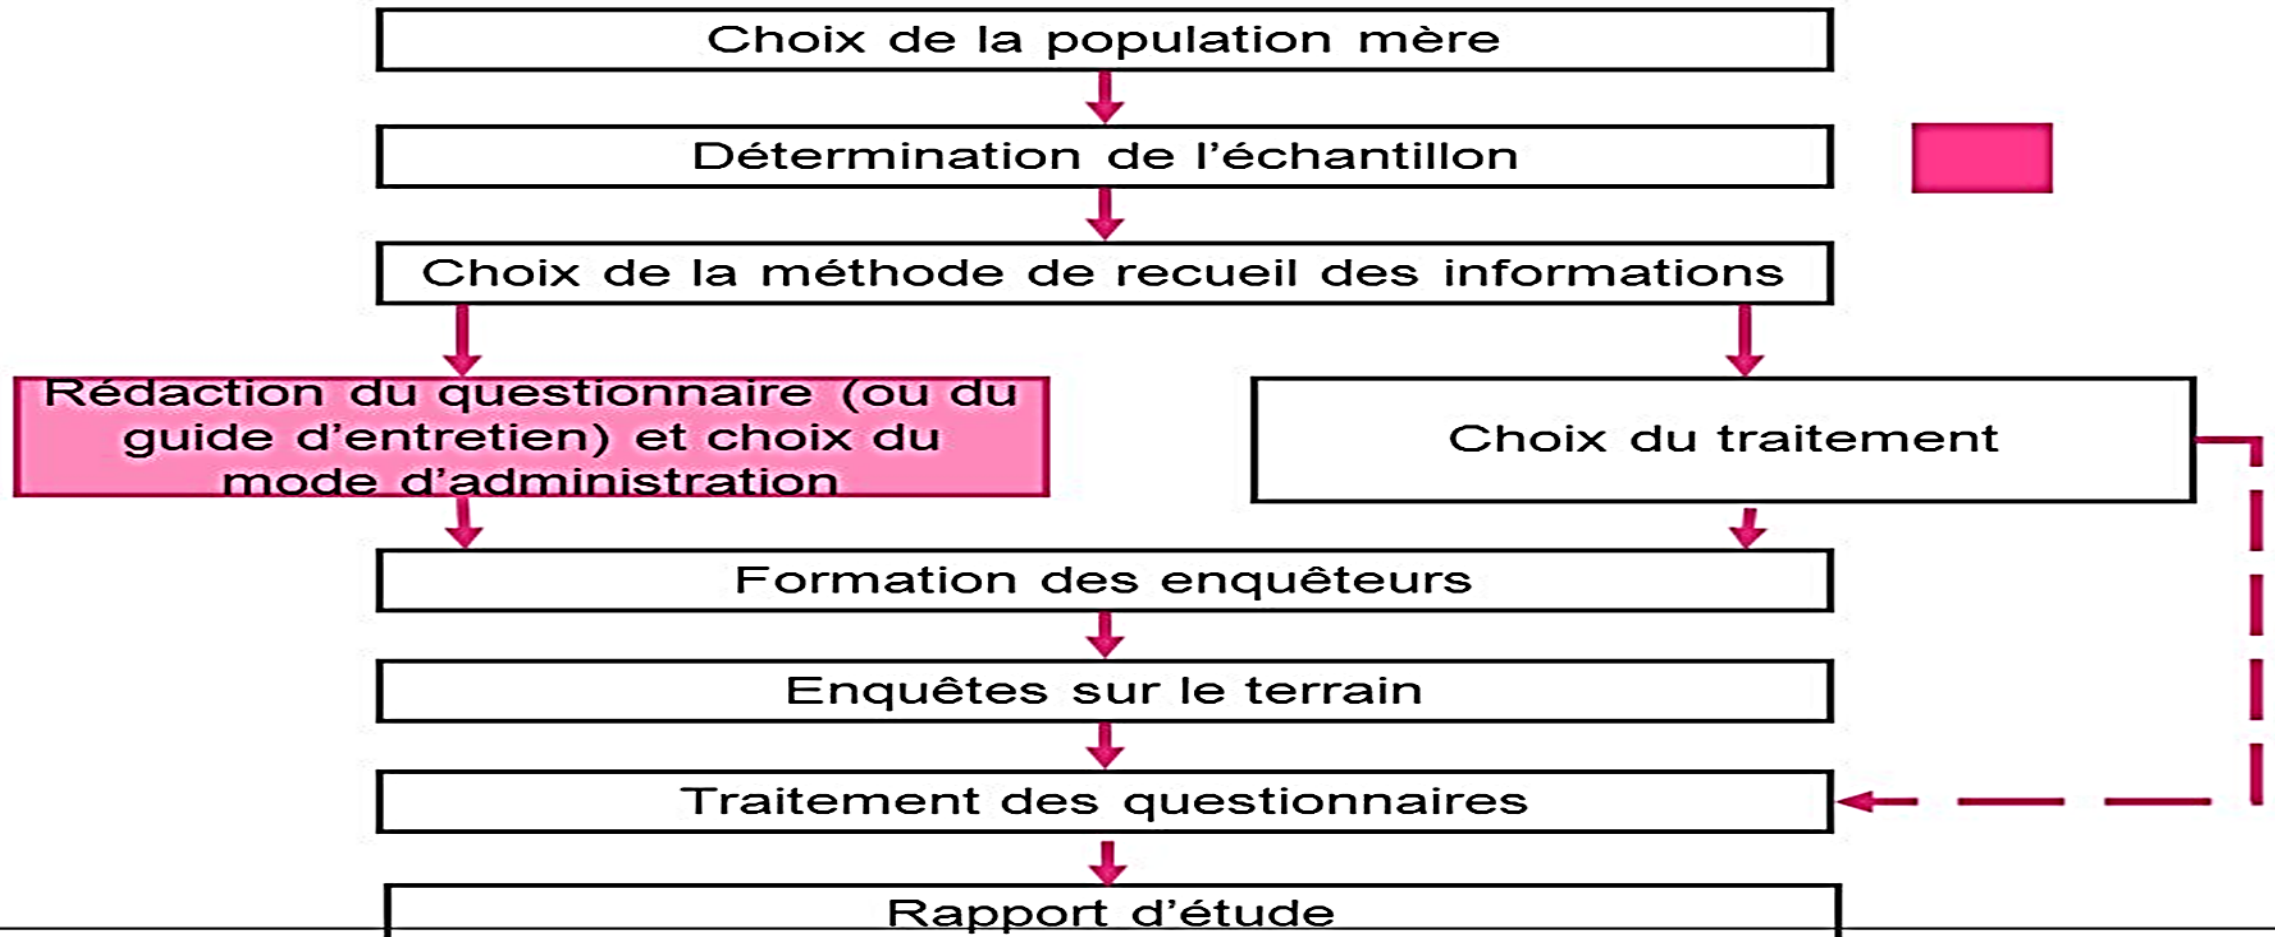 Choix de la population mère
Détermination de l’échantillon
Choix de la méthode de recueil des informations
Rédaction du questionnaire (ou du
guide d’entretien) et choix du
mode d’administration
Choix du traitement
Formation des enquêteurs
Enquêtes sur le terrain
Traitement des questionnaires
Rapport d’étude